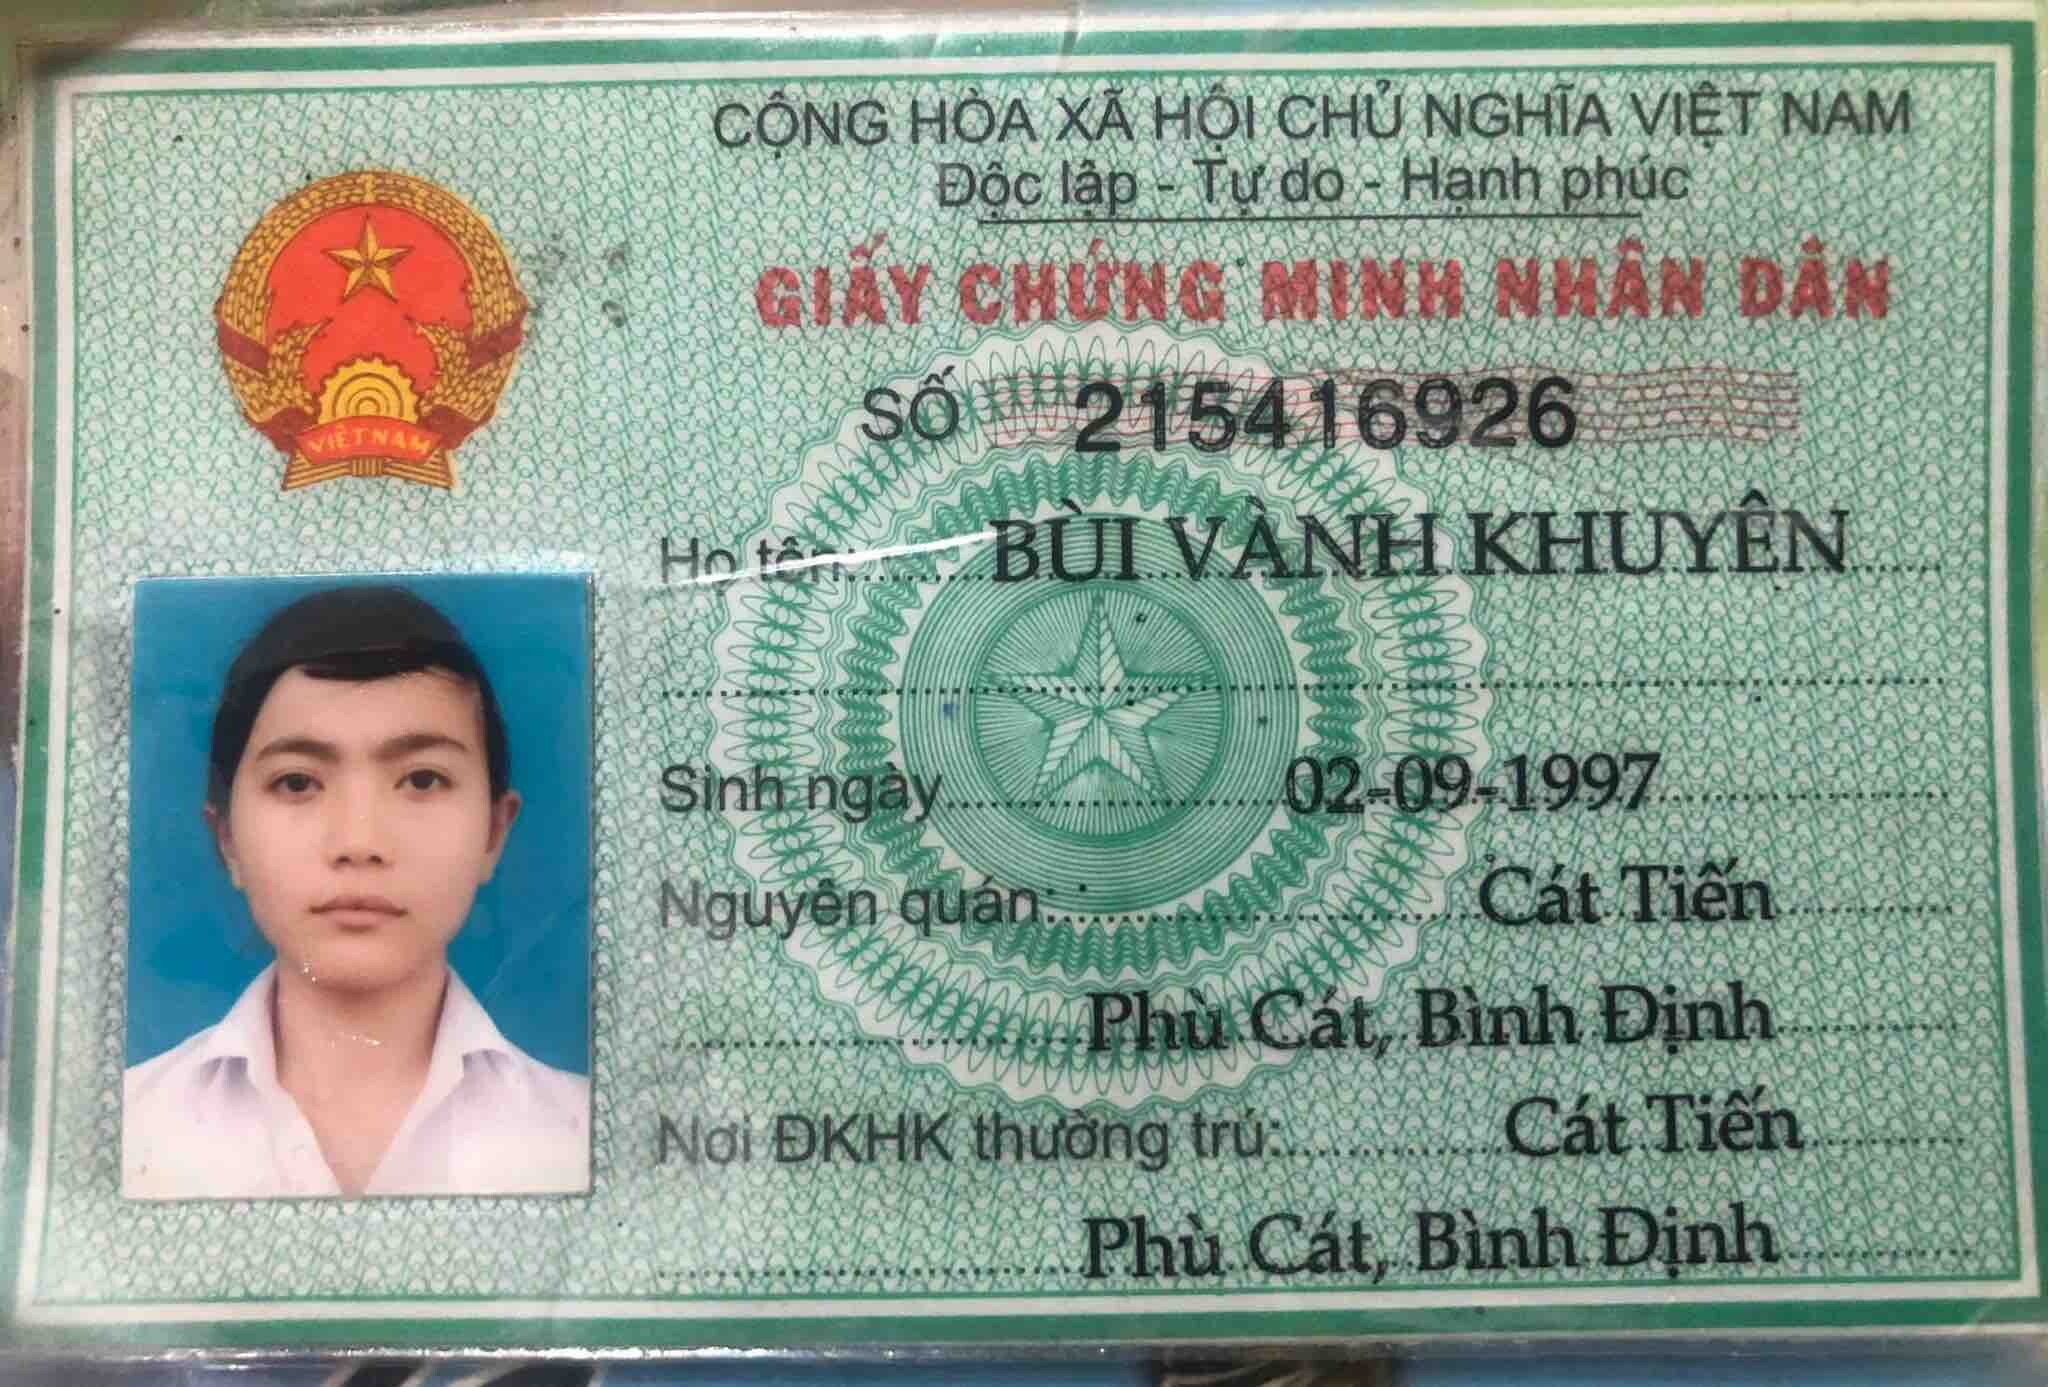 CỘNG HÒA XÃ HỘI CHỦ NGHĨA VIỆT NAM
Độc lập - Tự do - Hạnh phúc
GIẤY CHỨNG MINH NHÂN DÂN
VIỆT NAM
SỐ 215416926
Họ tên: BÙI VÀNH KHUYÊN
Sinh ngày 02-09-1997
Nguyên quán: Cát Tiến
Phù Cát, Bình Định
Nơi ĐKHK thường trú: Cát Tiến
Phù Cát, Bình Định